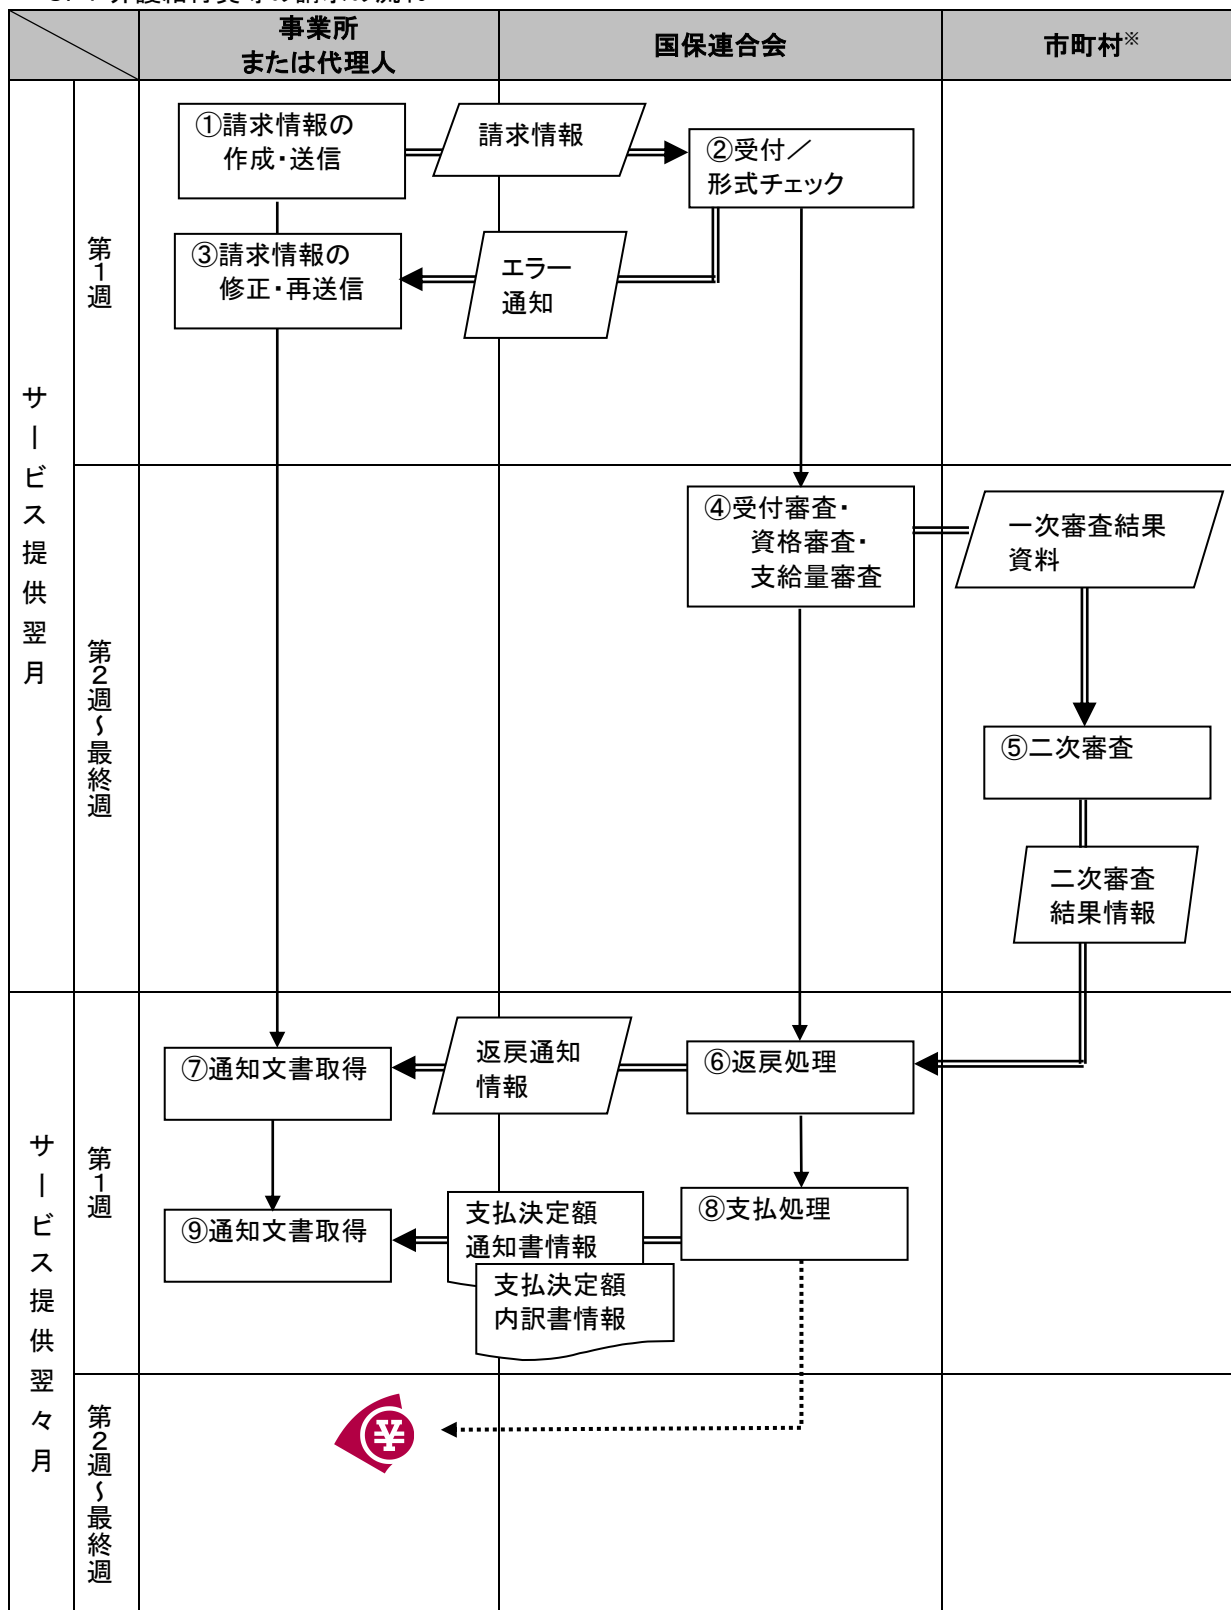 事業所
または代理人
国保連合会
市町村※
サービス提供翌月
第1週
①請求情報の
作成・送信
請求情報
②受付／
形式チェック
③請求情報の
修正・再送信
エラー
通知
第2週～最終週
④受付審査・
資格審査・
支給量審査
一次審査結果
資料
⑤二次審査
二次審査
結果情報
サービス提供翌々月
第1週
⑦通知文書取得
返戻通知
情報
⑥返戻処理
⑨通知文書取得
支払決定額
通知書情報
⑧支払処理
支払決定額
内訳書情報
第2週～最終週
¥